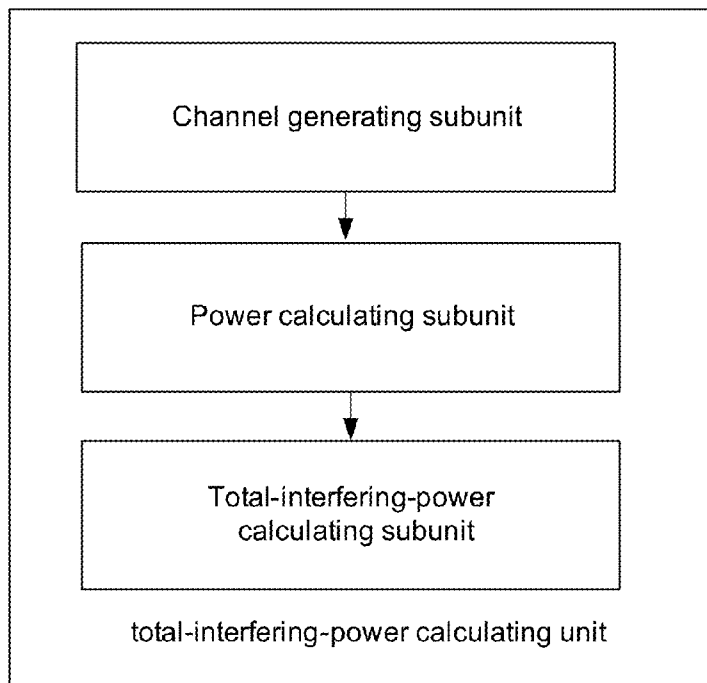 Channel generating subunit
Power calculating subunit
Total-interfering-power
calculating subunit
total-interfering-power calculating unit